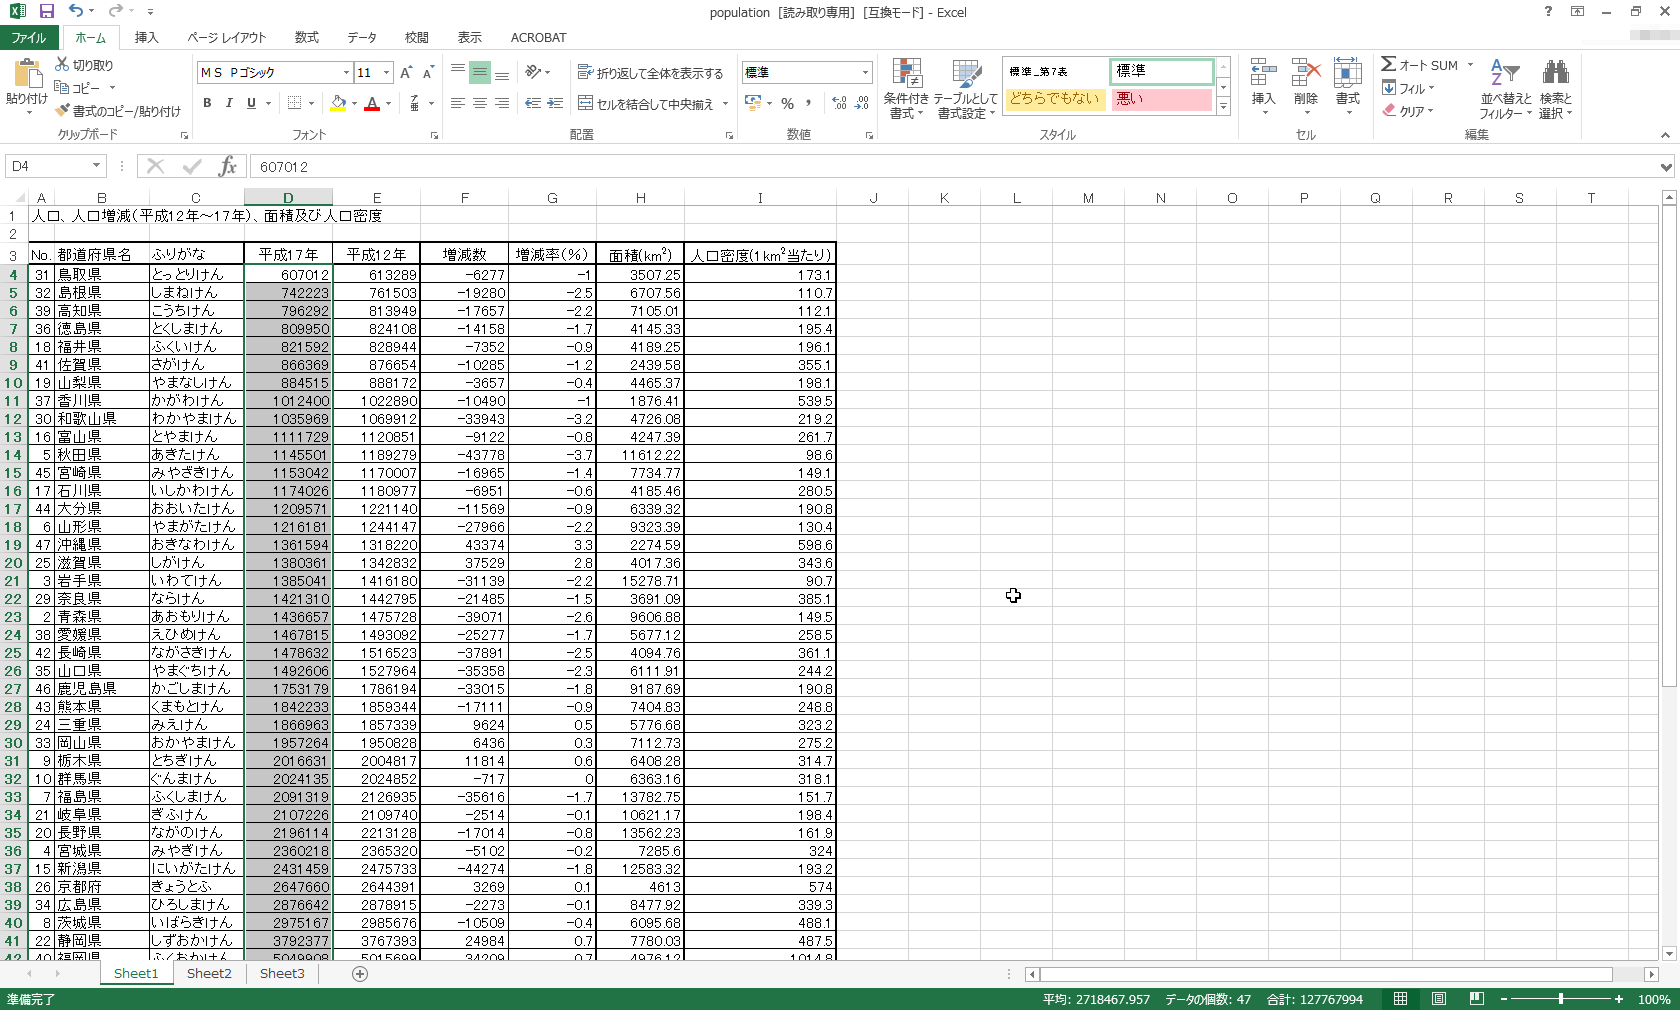 population [読み取り専用] [互換モード] - Excel
ファイル ホーム 挿入 ページ レイアウト 数式 データ 校閲 表示 ACROBAT
貼り付け 切り取り コピー 書式のコピー/貼り付け クリップボード
ＭＳ Ｐゴシック 11 B I U フォント
折り返して全体を表示する セルを結合して中央揃え 配置
標準 % 数値
条件付き書式 テーブルとして書式設定 標準_第7表 標準 どちらでもない 悪い スタイル
挿入 削除 書式 セル
オート SUM フィル クリア 並べ替えとフィルター 検索と選択 編集
D4 fx 607012
A B C D E F G H I J K L M N O P Q R S T
1 人口、人口増減(平成12年～17年)、面積及び人口密度
2
3 No. 都道府県名 ふりがな 平成17年 平成12年 増減数 増減率(%) 面積(km²) 人口密度(1km²当たり)
4 31 鳥取県 とっとりけん 607012 613289 -6277 -1 3507.25 173.1
5 32 島根県 しまねけん 742223 761503 -19280 -2.5 6707.56 110.7
6 39 高知県 こうちけん 796292 813949 -17657 -2.2 7105.01 112.1
7 36 徳島県 とくしまけん 809950 824108 -14158 -1.7 4145.33 195.4
8 18 福井県 ふくいけん 821592 828944 -7352 -0.9 4189.25 196.1
9 41 佐賀県 さがけん 866369 876654 -10285 -1.2 2439.58 355.1
10 19 山梨県 やまなしけん 884515 888172 -3657 -0.4 4465.37 198.1
11 37 香川県 かがわけん 1012400 1022890 -10490 -1 1876.41 539.5
12 30 和歌山県 わかやまけん 1035969 1069912 -33943 -3.2 4726.08 219.2
13 16 富山県 とやまけん 1111729 1120851 -9122 -0.8 4247.39 261.7
14 5 秋田県 あきたけん 1145501 1189279 -43778 -3.7 11612.22 98.6
15 45 宮崎県 みやざきけん 1153042 1170007 -16965 -1.4 7734.77 149.1
16 17 石川県 いしかわけん 1174026 1180977 -6951 -0.6 4185.46 280.5
17 44 大分県 おおいたけん 1209571 1221140 -11569 -0.9 6339.32 190.8
18 6 山形県 やまがたけん 1216181 1244147 -27966 -2.2 9323.39 130.4
19 47 沖縄県 おきなわけん 1361594 1318220 43374 3.3 2274.59 598.6
20 25 滋賀県 しがけん 1380361 1342832 37529 2.8 4017.36 343.6
21 3 岩手県 いわてけん 1385041 1416180 -31139 -2.2 15278.71 90.7
22 29 奈良県 ならけん 1421310 1442795 -21485 -1.5 3691.09 385.1
23 2 青森県 あおもりけん 1436657 1475728 -39071 -2.6 9606.88 149.5
24 38 愛媛県 えひめけん 1467815 1493092 -25277 -1.7 5677.12 258.5
25 42 長崎県 ながさきけん 1478632 1516523 -37891 -2.5 4094.76 361.1
26 35 山口県 やまぐちけん 1492606 1527964 -35358 -2.3 6111.91 244.2
27 46 鹿児島県 かごしまけん 1753179 1786194 -33015 -1.8 9187.69 190.8
28 43 熊本県 くまもとけん 1842233 1859344 -17111 -0.9 7404.83 248.8
29 24 三重県 みえけん 1866963 1857339 9624 0.5 5776.68 323.2
30 33 岡山県 おかやまけん 1957264 1950828 6436 0.3 7112.73 275.2
31 9 栃木県 とちぎけん 2016631 2004817 11814 0.6 6408.28 314.7
32 10 群馬県 ぐんまけん 2024135 2024852 -717 0 6363.16 318.1
33 7 福島県 ふくしまけん 2091319 2126935 -35616 -1.7 13782.75 151.7
34 21 岐阜県 ぎふけん 2107226 2109740 -2514 -0.1 10621.17 198.4
35 20 長野県 ながのけん 2196114 2213128 -17014 -0.8 13562.23 161.9
36 4 宮城県 みやぎけん 2360218 2365320 -5102 -0.2 7285.6 324
37 15 新潟県 にいがたけん 2431459 2475733 -44274 -1.8 12583.32 193.2
38 26 京都府 きょうとふ 2647660 2644391 3269 0.1 4613 574
39 34 広島県 ひろしまけん 2876642 2878915 -2273 -0.1 8477.92 339.3
40 8 茨城県 いばらぎけん 2975167 2985676 -10509 -0.4 6095.68 488.1
41 22 静岡県 しずおかけん 3792377 3767393 24984 0.7 7780.03 487.5
42 40 福岡県 ふくおかけん 5049908 5015699 34209 0.7 4976.12 1014.8
Sheet1 Sheet2 Sheet3
準備完了 平均: 2718467.957 データの個数: 47 合計: 127767994 100%